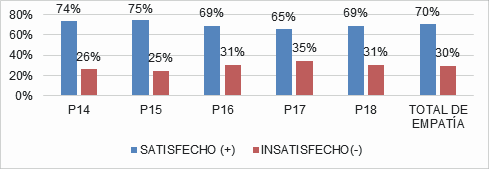 74% 75% 69% 65% 69% 70%
80%
60%
40%
20%
0%
26% 25% 31% 35% 31% 30%
P14 P15 P16 P17 P18 TOTAL DE
EMPATÍA
SATISFECHO (+) INSATISFECHO(-)